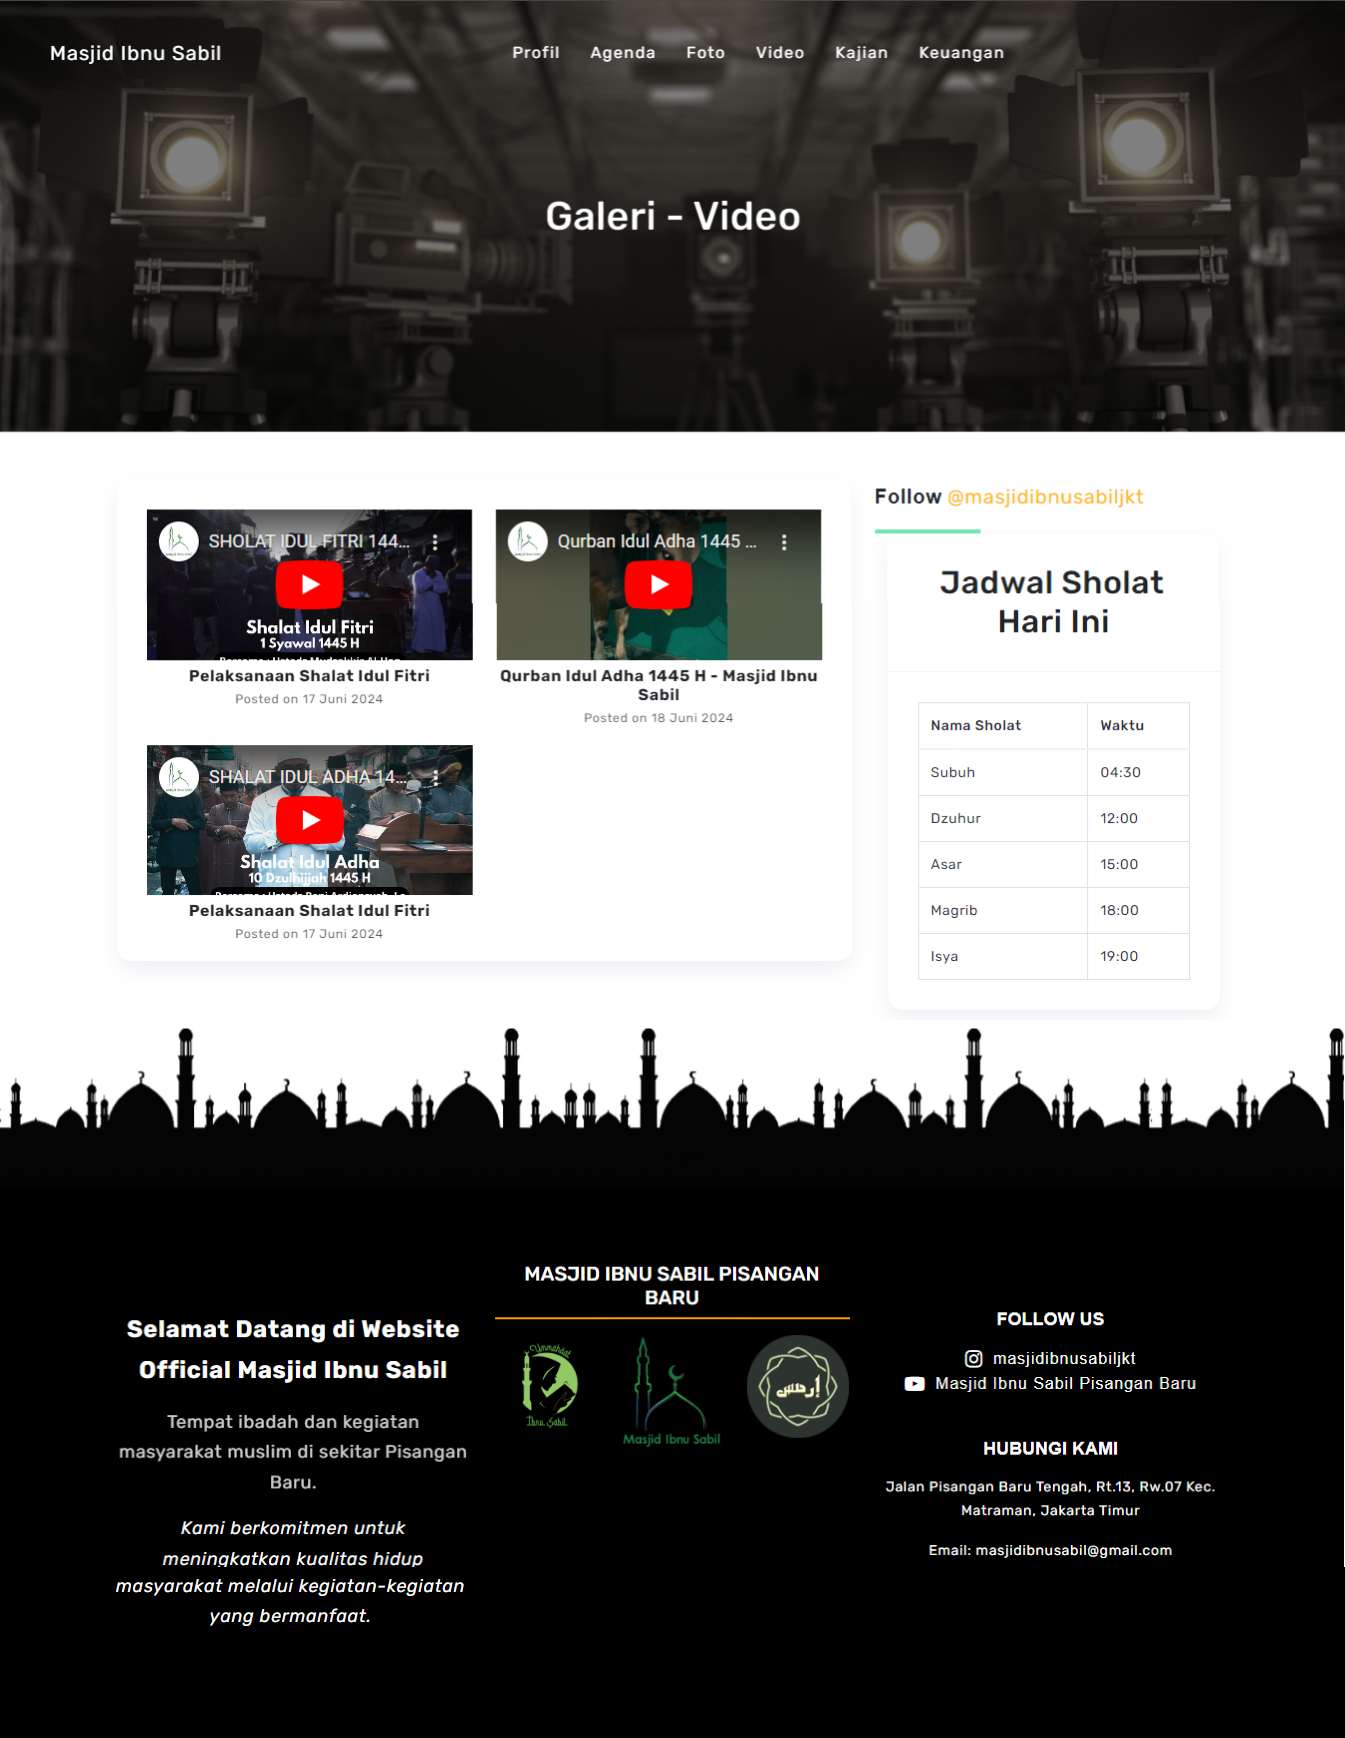 Masjid Ibnu Sabil
Profil Agenda Foto Video Kajian Keuangan
Galeri - Video
SHOLAT IDUL FITRI 144...
Shalat Idul Fitri
1 Syawal 1445 H
Pelaksanaan Shalat Idul Fitri
Posted on 17 Juni 2024
Qurban Idul Adha 1445 ...
Qurban Idul Adha 1445 H - Masjid Ibnu
Sabil
Posted on 18 Juni 2024
SHALAT IDUL ADHA 14...
Shalat Idul Adha
10 Dzulhijjah 1445 H
Pelaksanaan Shalat Idul Fitri
Posted on 17 Juni 2024
Follow @masjidibnusabiljkt
Jadwal Sholat
Hari Ini
Nama Sholat Waktu
Subuh 04:30
Dzuhur 12:00
Asar 15:00
Magrib 18:00
Isya 19:00
Selamat Datang di Website
Official Masjid Ibnu Sabil
Tempat ibadah dan kegiatan
masyarakat muslim di sekitar Pisangan
Baru.
Kami berkomitmen untuk
meningkatkan kualitas hidup
masyarakat melalui kegiatan-kegiatan
yang bermanfaat.
MASJID IBNU SABIL PISANGAN
BARU
Ummahaat
Ibnu Sabil
Masjid Ibnu Sabil
FOLLOW US
masjidibnusabiljkt
Masjid Ibnu Sabil Pisangan Baru
HUBUNGI KAMI
Jalan Pisangan Baru Tengah, Rt.13, Rw.07 Kec.
Matraman, Jakarta Timur
Email: masjidibnusabil@gmail.com